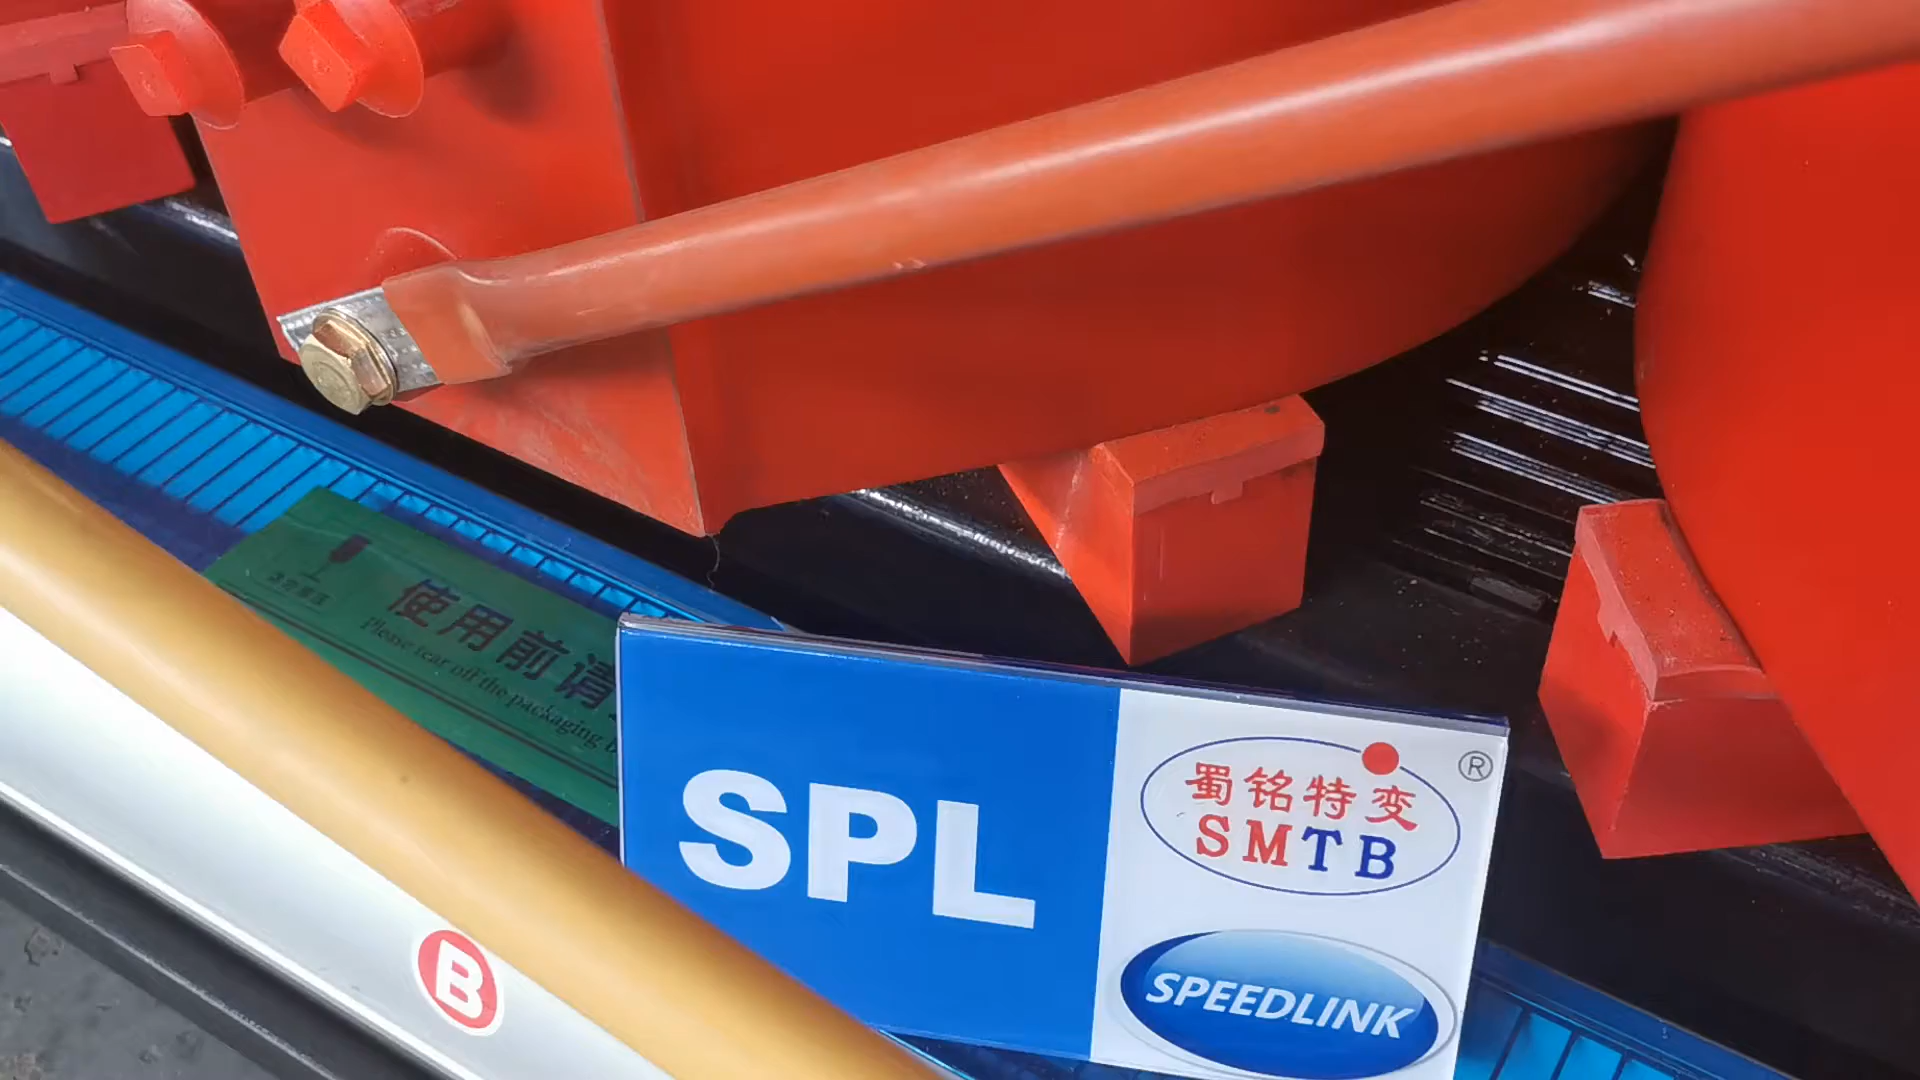 使用前请
Please tear off the packaging
SPL
蜀铭特变
®
SMTB
SPEEDLINK
B